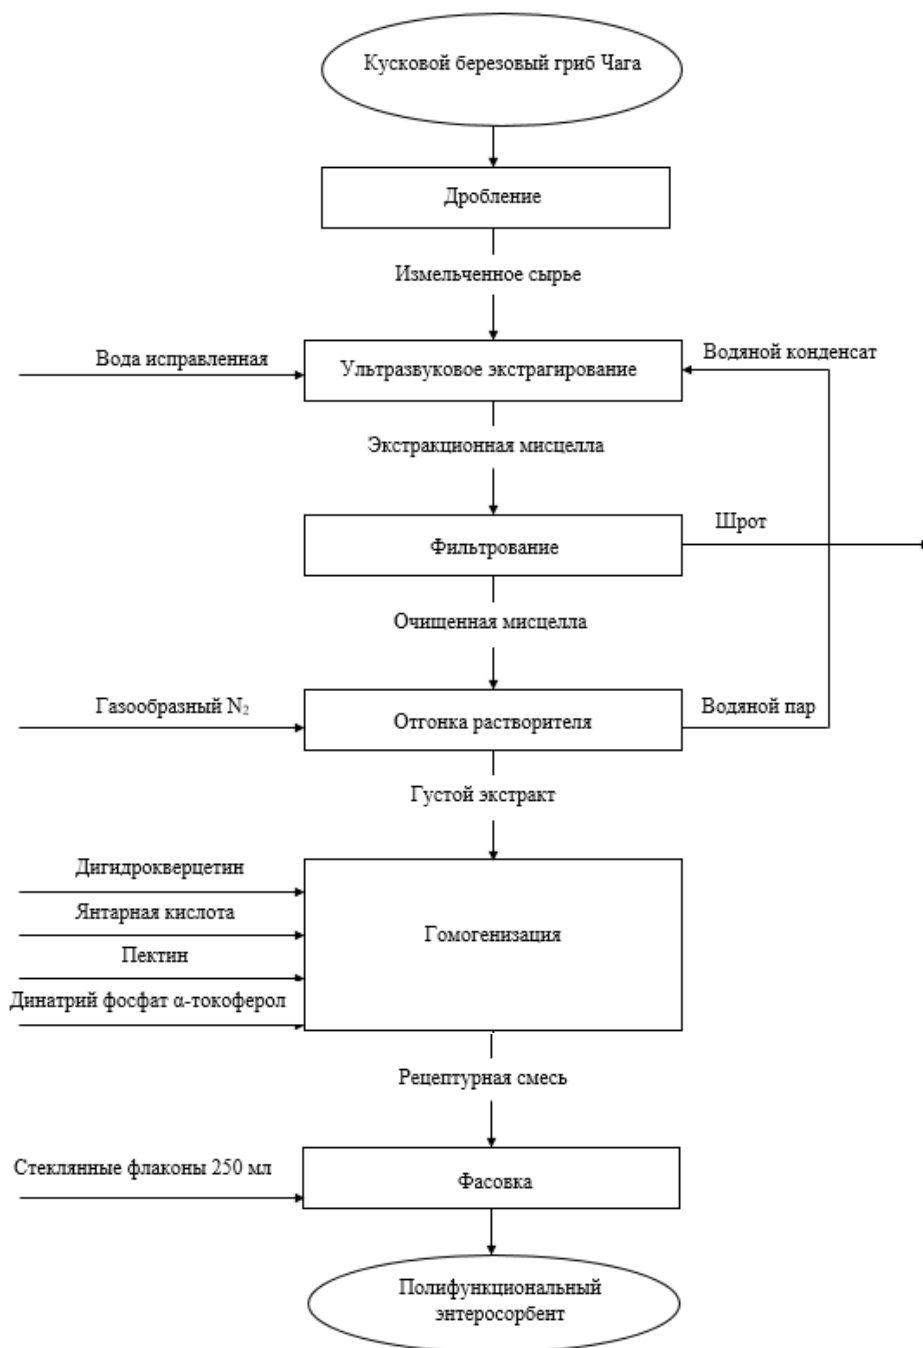 Кусковой березовый гриб Чага
Дробление
Измельченное сырье
Вода исправленная
Водяной конденсат
Ультразвуковое экстрагирование
Экстракционная мисцелла
Шрот
Фильтрование
Очищенная мисцелла
Газообразный N₂
Водяной пар
Отгонка растворителя
Густой экстракт
Дигидрокверцетин
Янтарная кислота
Гомогенизация
Пектин
Динатрий фосфат α-токоферол
Рецептурная смесь
Стеклянные флаконы 250 мл
Фасовка
Полифункциональный
энтеросорбент